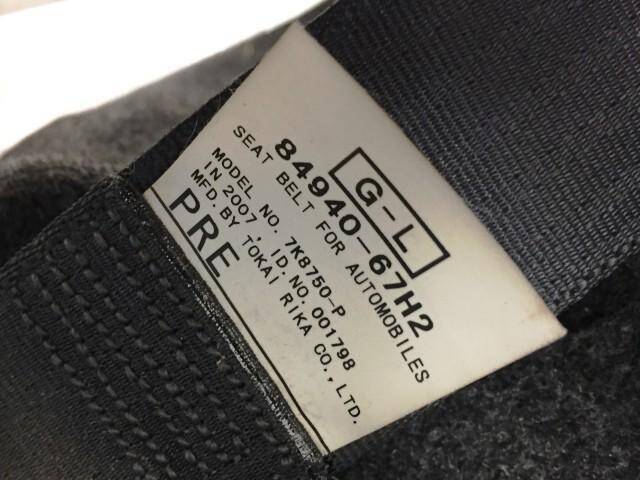 G-L
84940-67H2
SEAT BELT FOR AUTOMOBILES
MODEL NO. 7K8750-P
IN 2007. ID.NO.001798
MFD.BY TOKAI RIKA CO.,LTD.
PRE